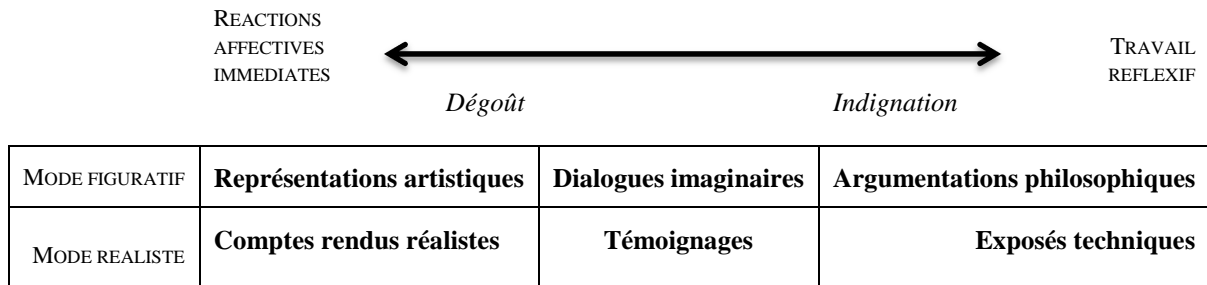 REACTIONS
AFFECTIVES
IMMEDIATES
TRAVAIL
REFLEXIF
Dégoût Indignation
MODE FIGURATIF Représentations artistiques Dialogues imaginaires Argumentations philosophiques
MODE REALISTE Comptes rendus réalistes Témoignages Exposés techniques